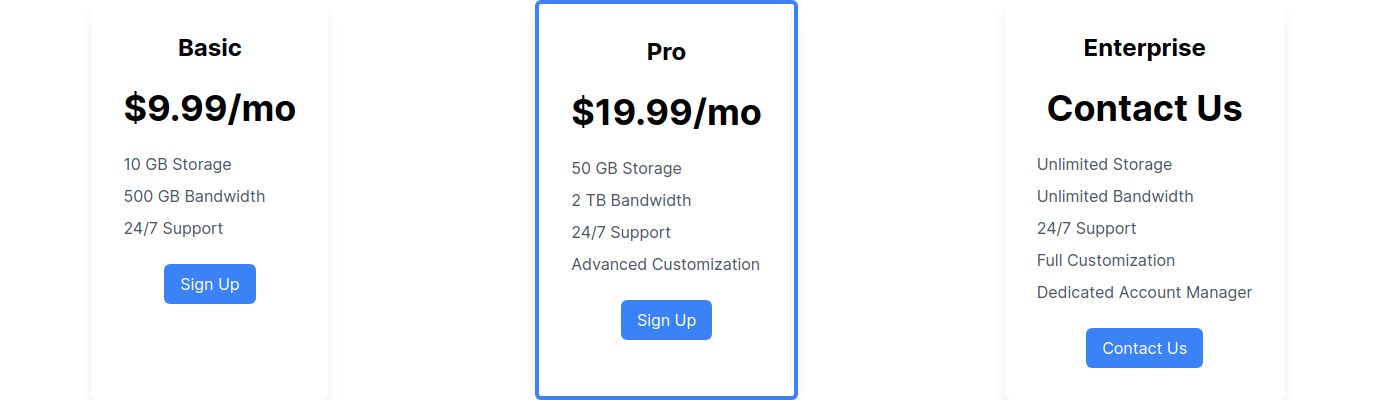 Basic
$9.99/mo
10 GB Storage
500 GB Bandwidth
24/7 Support
Sign Up
Pro
$19.99/mo
50 GB Storage
2 TB Bandwidth
24/7 Support
Advanced Customization
Sign Up
Enterprise
Contact Us
Unlimited Storage
Unlimited Bandwidth
24/7 Support
Full Customization
Dedicated Account Manager
Contact Us